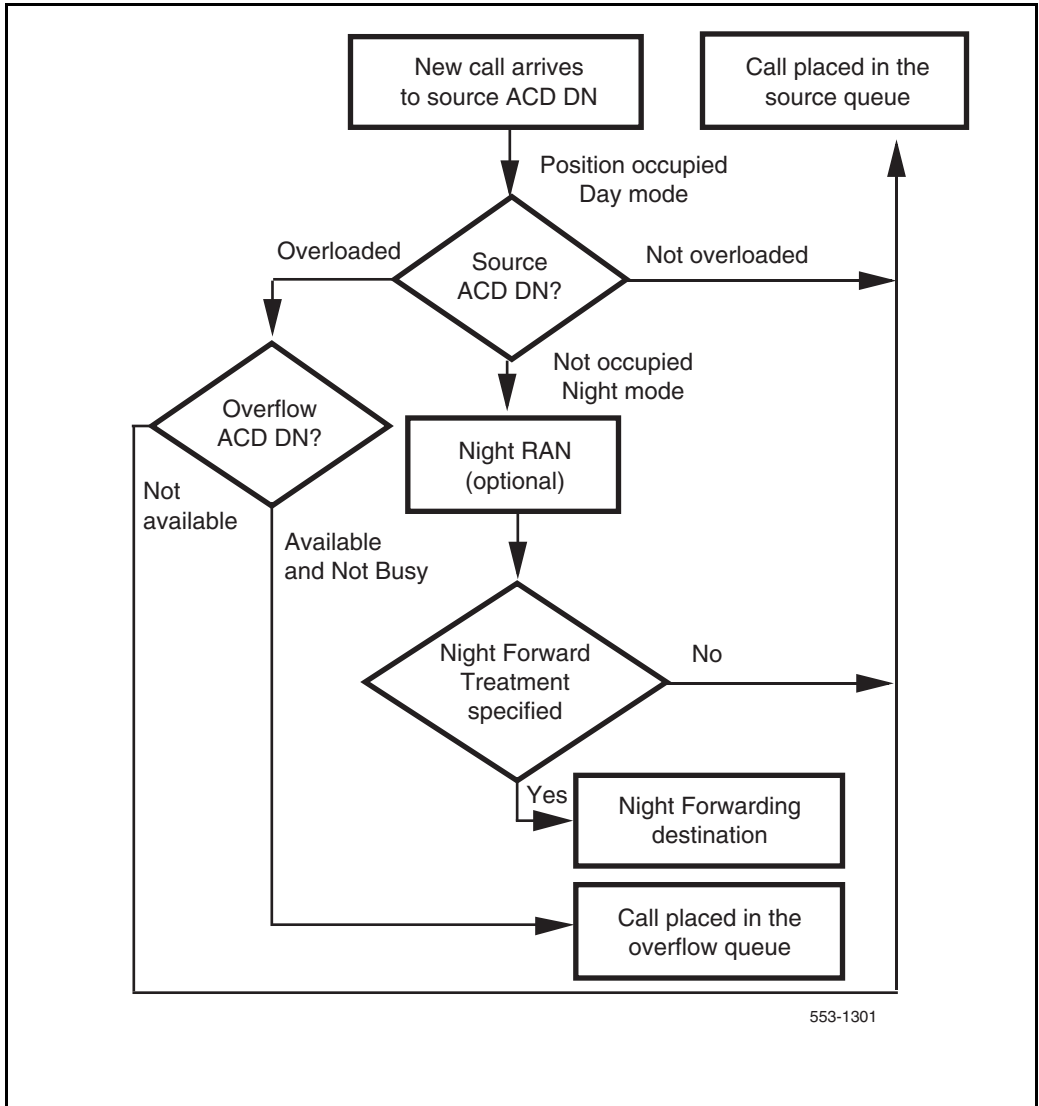 New call arrives
to source ACD DN
Call placed in the
source queue
Position occupied
Day mode
Overloaded
Source
ACD DN?
Not overloaded
Not occupied
Night mode
Overflow
ACD DN?
Night RAN
(optional)
Not
available
Available
and Not Busy
Night Forward
Treatment
specified
No
Yes
Night Forwarding
destination
Call placed in the
overflow queue
553-1301